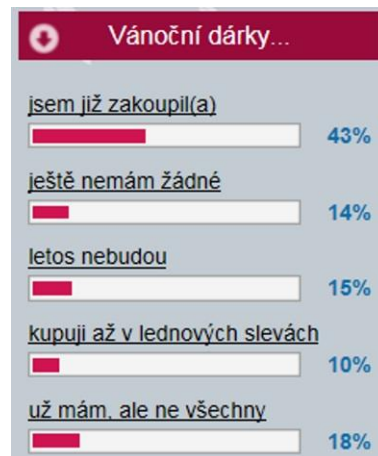 Vánoční dárky...
jsem již zakoupil(a)
43%
ještě nemám žádné
14%
letos nebudou
15%
kupuji až v lednových slevách
10%
už mám, ale ne všechny
18%